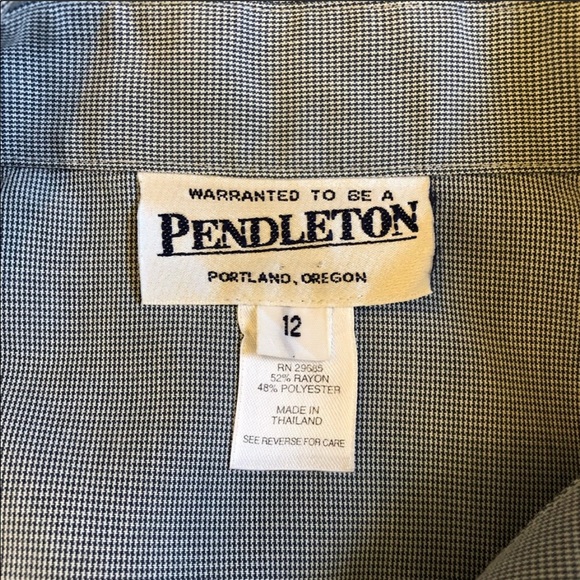 WARRANTED TO BE A
PENDLETON
PORTLAND, OREGON
12
RN 29685
52% RAYON
48% POLYESTER
MADE IN
THAILAND
SEE REVERSE FOR CARE